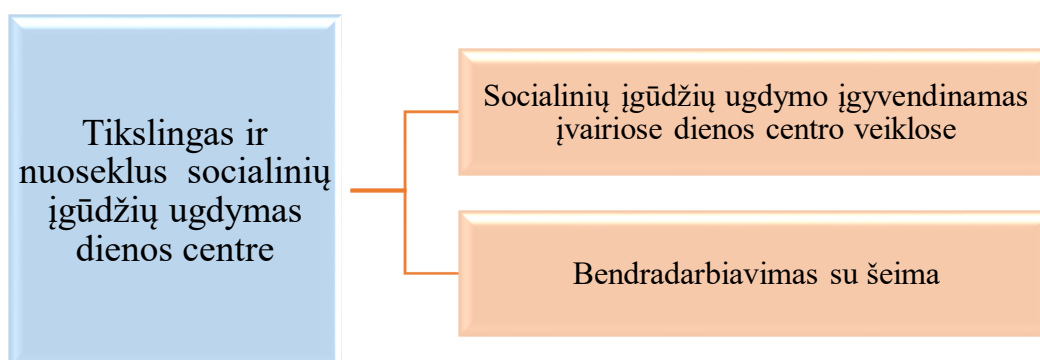 Tikslingas ir
nuoseklus socialinių
įgūdžių ugdymas
dienos centre
Socialinių įgūdžių ugdymo įgyvendinamas
įvairiose dienos centro veiklose
Bendradarbiavimas su šeima